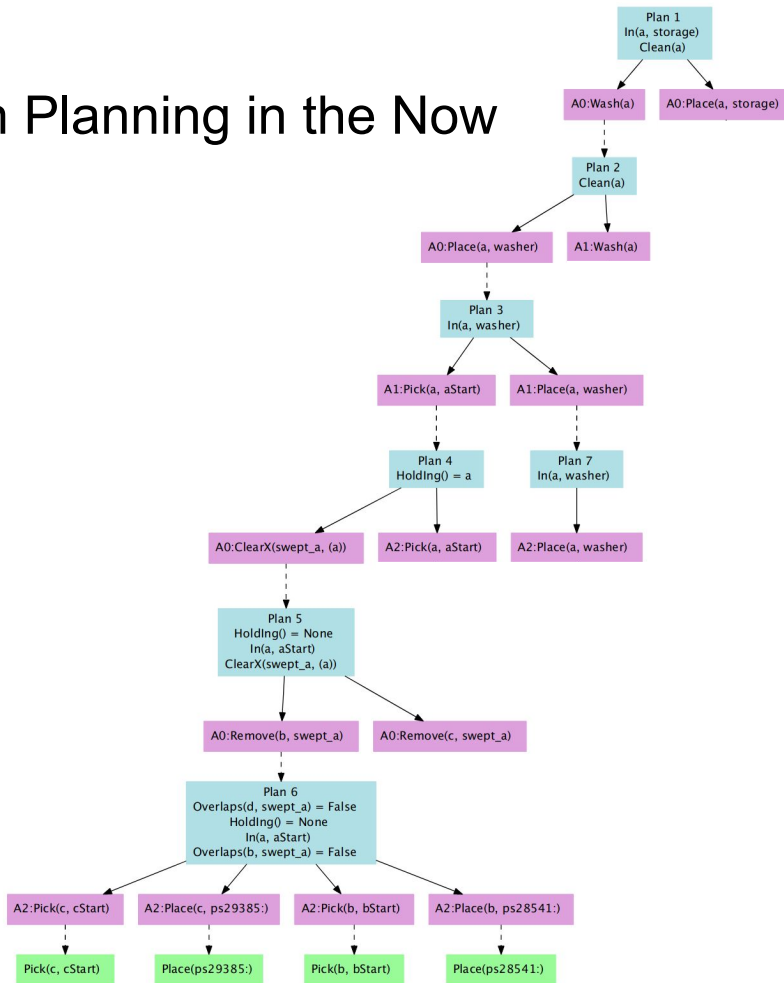 Plan 1
In(a, storage)
Clean(a)
n Planning in the Now
A0:Wash(a)
A0:Place(a, storage)
Plan 2
Clean(a)
A0:Place(a, washer)
A1:Wash(a)
Plan 3
In(a, washer)
A1:Pick(a, aStart)
A1:Place(a, washer)
Plan 4
HoldIng() = a
Plan 7
In(a, washer)
A0:ClearX(swept_a, (a))
A2:Pick(a, aStart)
A2:Place(a, washer)
Plan 5
HoldIng() = None
In(a, aStart)
ClearX(swept_a, (a))
A0:Remove(b, swept_a)
A0:Remove(c, swept_a)
Plan 6
Overlaps(d, swept_a) = False
HoldIng() = None
In(a, aStart)
Overlaps(b, swept_a) = False
A2:Pick(c, cStart)
A2:Place(c, ps29385:)
A2:Pick(b, bStart)
A2:Place(b, ps28541:)
Pick(c, cStart)
Place(ps29385:)
Pick(b, bStart)
Place(ps28541:)